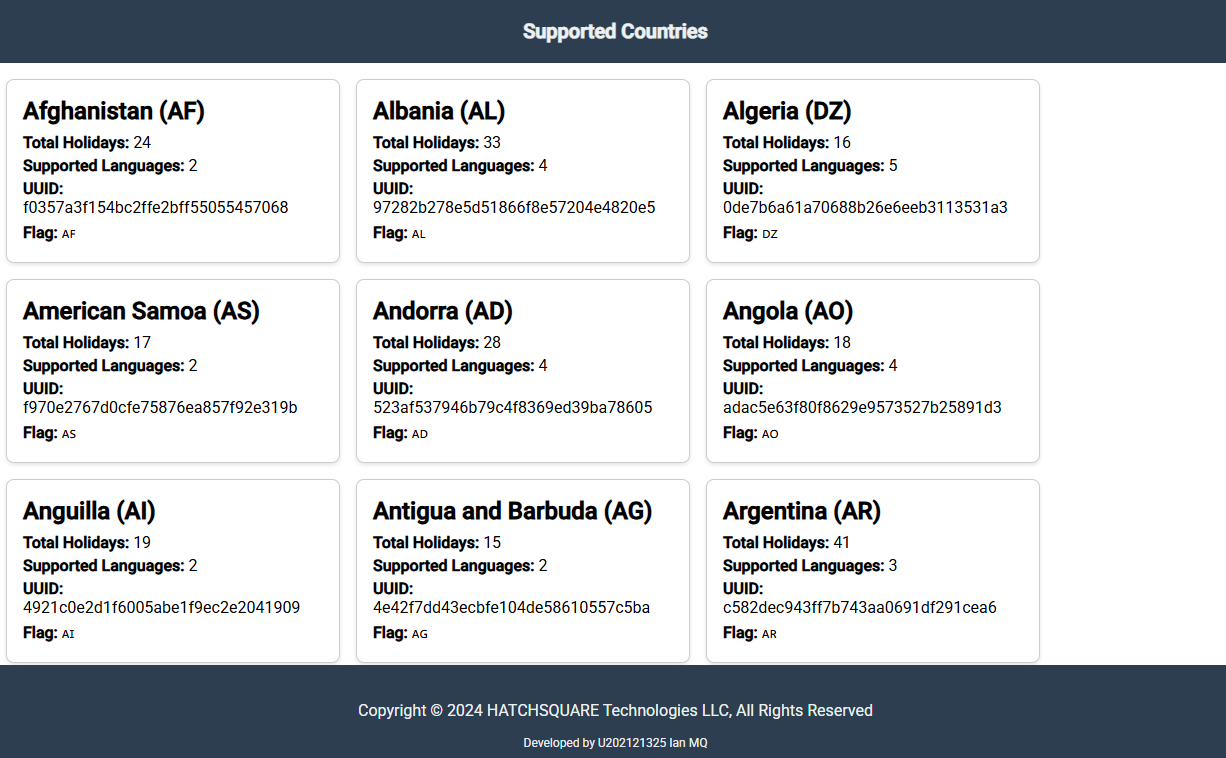 Supported Countries
Afghanistan (AF)
Total Holidays: 24
Supported Languages: 2
UUID:
f0357a3f154bc2ffe2bff55055457068
Flag: AF
Albania (AL)
Total Holidays: 33
Supported Languages: 4
UUID:
97282b278e5d51866f8e57204e4820e5
Flag: AL
Algeria (DZ)
Total Holidays: 16
Supported Languages: 5
UUID:
0de7b6a61a70688b26e6eeb3113531a3
Flag: DZ
American Samoa (AS)
Total Holidays: 17
Supported Languages: 2
UUID:
f970e2767d0cfe75876ea857f92e319b
Flag: AS
Andorra (AD)
Total Holidays: 28
Supported Languages: 4
UUID:
523af537946b79c4f8369ed39ba78605
Flag: AD
Angola (AO)
Total Holidays: 18
Supported Languages: 4
UUID:
adac5e63f80f8629e9573527b25891d3
Flag: AO
Anguilla (AI)
Total Holidays: 19
Supported Languages: 2
UUID:
4921c0e2d1f6005abe1f9ec2e2041909
Flag: AI
Antigua and Barbuda (AG)
Total Holidays: 15
Supported Languages: 2
UUID:
4e42f7dd43ecbfe104de58610557c5ba
Flag: AG
Argentina (AR)
Total Holidays: 41
Supported Languages: 3
UUID:
c582dec943ff7b743aa0691df291cea6
Flag: AR
Copyright © 2024 HATCHSQUARE Technologies LLC, All Rights Reserved
Developed by U202121325 Ian MQ